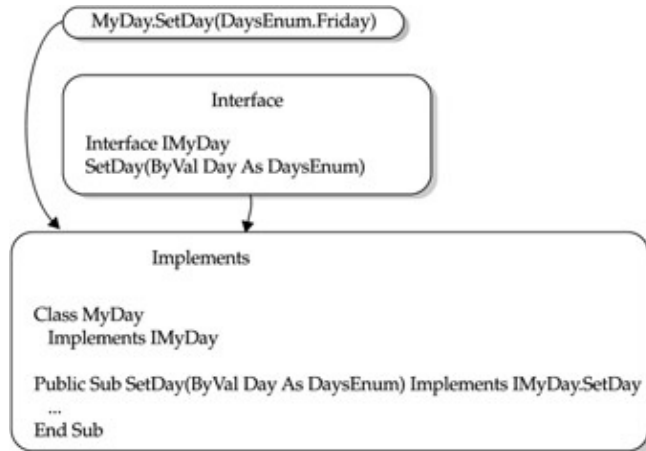 MyDay.SetDay(DaysEnum.Friday)
Interface
Interface IMyDay
SetDay(ByVal Day As DaysEnum)
Implements
Class MyDay
Implements IMyDay
Public Sub SetDay(ByVal Day As DaysEnum) Implements IMyDay.SetDay
...
End Sub